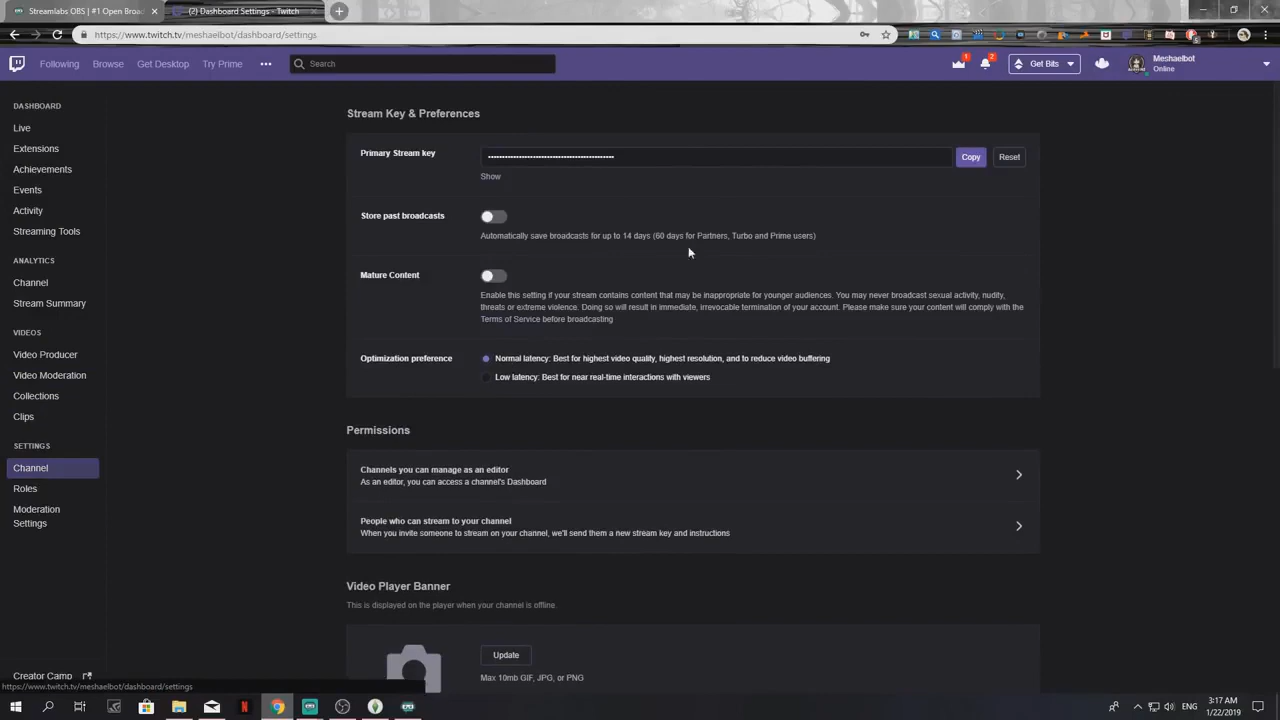 Streamlabs OBS | #1 Open Broa
(2) Dashboard Settings - Twitch
https://www.twitch.tv/meshaelbot/dashboard/settings
Following
Browse
Get Desktop
Try Prime
Search
1
2
Get Bits
Meshaelbot
Online
DASHBOARD
Live
Extensions
Achievements
Events
Activity
Streaming Tools
ANALYTICS
Channel
Stream Summary
VIDEOS
Video Producer
Video Moderation
Collections
Clips
SETTINGS
Channel
Roles
Moderation
Settings
Creator Camp
Stream Key & Preferences
Primary Stream key
••••••••••••••••••••••••••••••••••••••••••••
Copy
Reset
Show
Store past broadcasts
Automatically save broadcasts for up to 14 days (60 days for Partners, Turbo and Prime users)
Mature Content
Enable this setting if your stream contains content that may be inappropriate for younger audiences. You may never broadcast sexual activity, nudity,
threats or extreme violence. Doing so will result in immediate, irrevocable termination of your account. Please make sure your content will comply with the
Terms of Service before broadcasting
Optimization preference
Normal latency: Best for highest video quality, highest resolution, and to reduce video buffering
Low latency: Best for near real-time interactions with viewers
Permissions
Channels you can manage as an editor
As an editor, you can access a channel's Dashboard
People who can stream to your channel
When you invite someone to stream on your channel, we'll send them a new stream key and instructions
Video Player Banner
This is displayed on the player when your channel is offline.
Update
Max 10mb GIF, JPG, or PNG
https://www.twitch.tv/meshaelbot/dashboard/settings
ENG
3:17 AM
1/22/2019